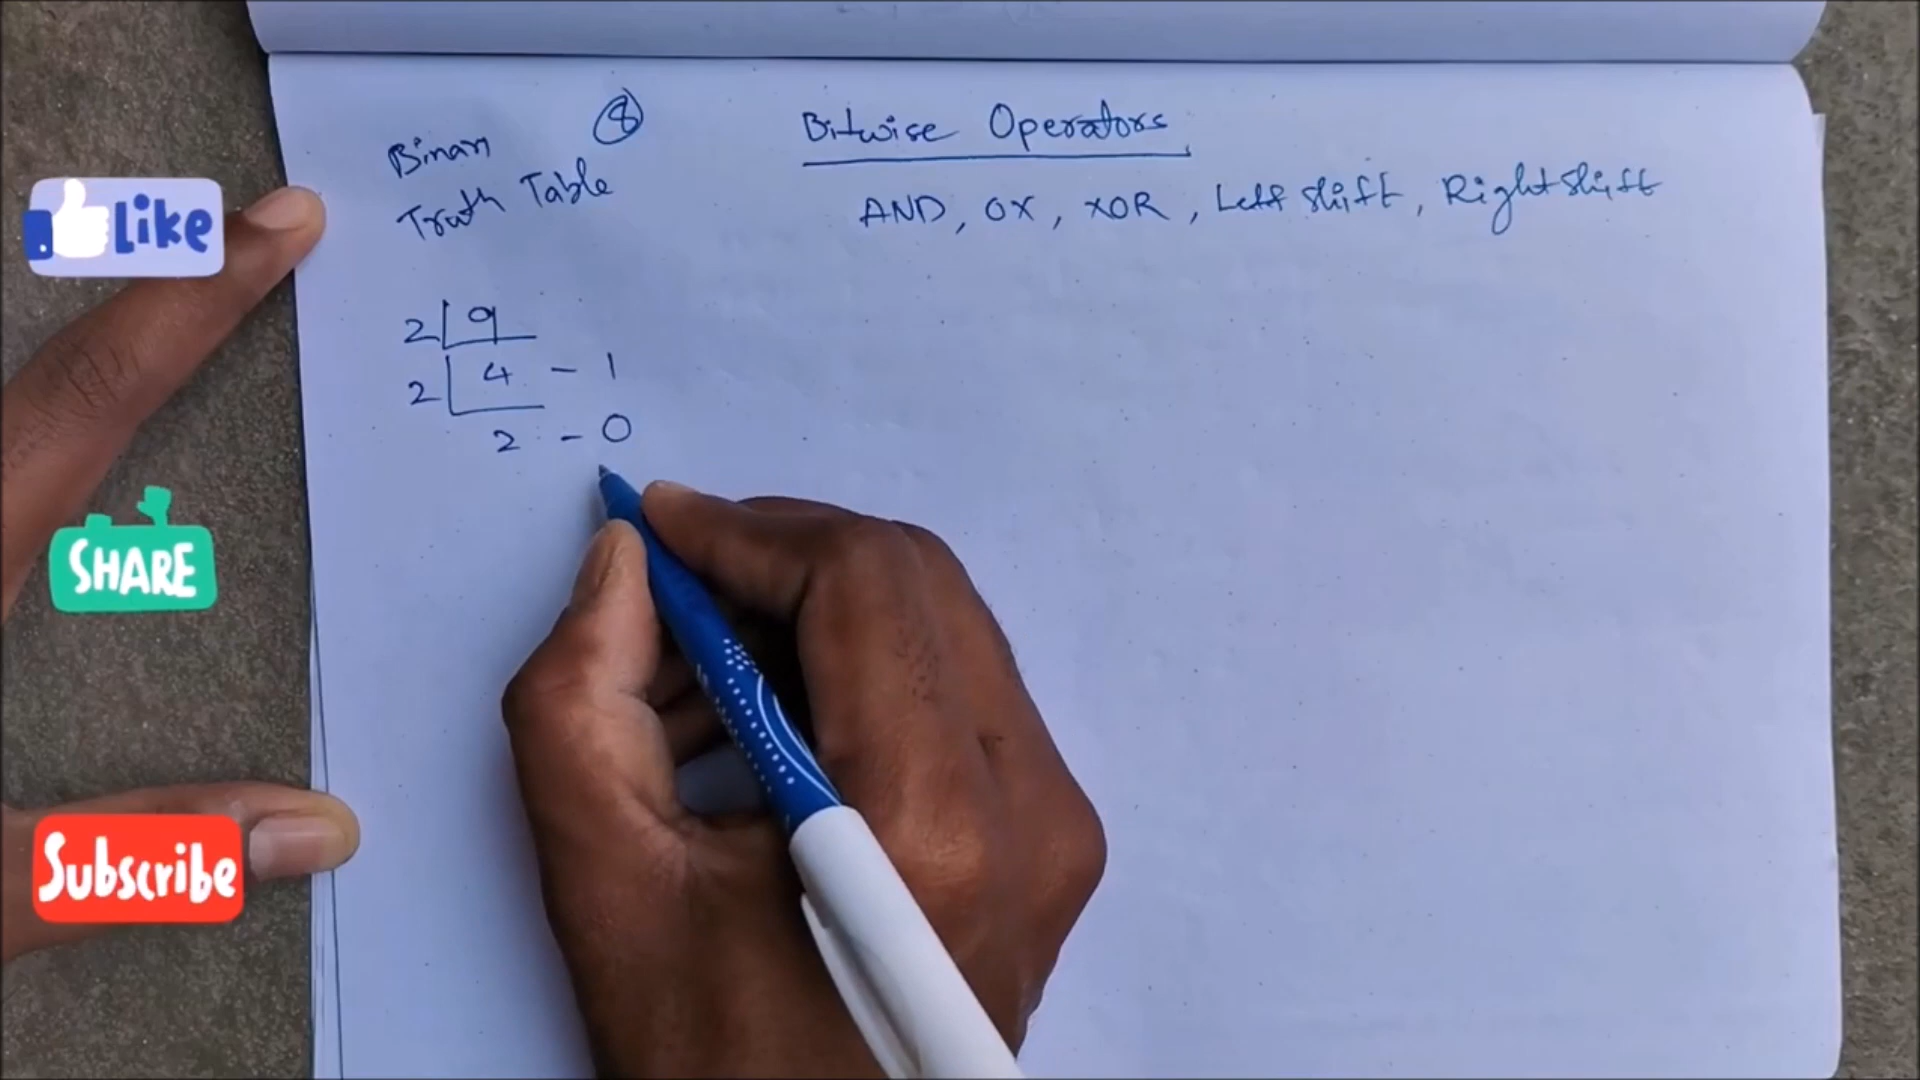 Binary
Truth Table
8
Bitwise Operators
AND, OR, XOR, Left shift, Right shift
2 9
2 4 - 1
2 - 0
Like
SHARE
Subscribe